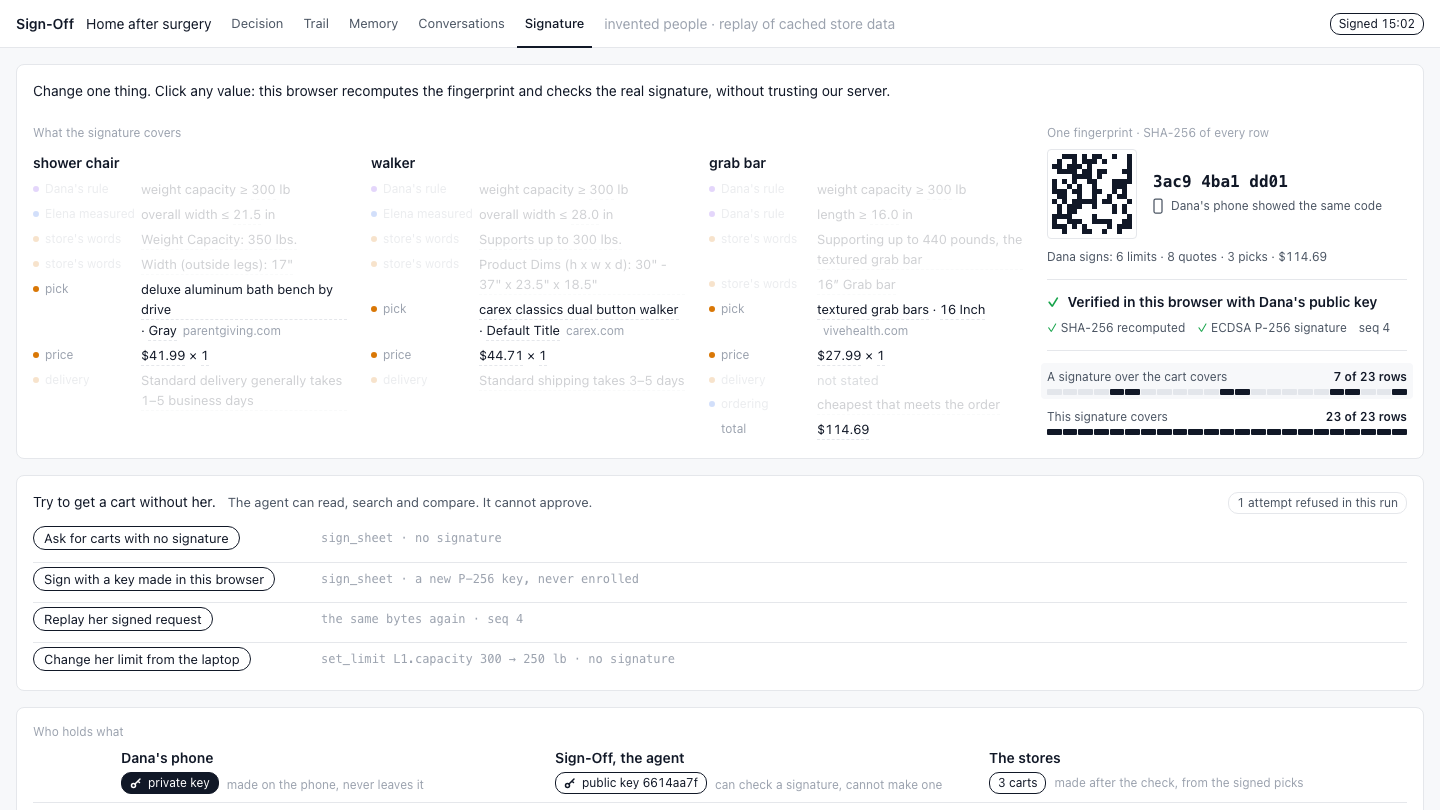 Sign-Off Home after surgery Decision Trail Memory Conversations Signature invented people · replay of cached store data Signed 15:02
Change one thing. Click any value: this browser recomputes the fingerprint and checks the real signature, without trusting our server.
What the signature covers
shower chair
Dana's rule weight capacity ≥ 300 lb
Elena measured overall width ≤ 21.5 in
store's words Weight Capacity: 350 lbs.
store's words Width (outside legs): 17"
pick deluxe aluminum bath bench by
drive
· Gray parentgiving.com
price $41.99 × 1
delivery Standard delivery generally takes
1–5 business days
walker
Dana's rule weight capacity ≥ 300 lb
Elena measured overall width ≤ 28.0 in
store's words Supports up to 300 lbs.
store's words Product Dims (h x w x d): 30" -
37" x 23.5" x 18.5"
pick carex classics dual button walker
· Default Title carex.com
price $44.71 × 1
delivery Standard shipping takes 3–5 days
grab bar
Dana's rule weight capacity ≥ 300 lb
Dana's rule length ≥ 16.0 in
store's words Supporting up to 440 pounds, the
textured grab bar
store's words 16" Grab bar
pick textured grab bars · 16 Inch
vivehealth.com
price $27.99 × 1
delivery not stated
ordering cheapest that meets the order
total $114.69
One fingerprint · SHA-256 of every row
3ac9 4ba1 dd01
Dana's phone showed the same code
Dana signs: 6 limits · 8 quotes · 3 picks · $114.69
Verified in this browser with Dana's public key
SHA-256 recomputed ECDSA P-256 signature seq 4
A signature over the cart covers 7 of 23 rows
This signature covers 23 of 23 rows
Try to get a cart without her. The agent can read, search and compare. It cannot approve. 1 attempt refused in this run
Ask for carts with no signature sign_sheet · no signature
Sign with a key made in this browser sign_sheet · a new P-256 key, never enrolled
Replay her signed request the same bytes again · seq 4
Change her limit from the laptop set_limit L1.capacity 300 → 250 lb · no signature
Who holds what
Dana's phone
private key made on the phone, never leaves it
Sign-Off, the agent
public key 6614aa7f can check a signature, cannot make one
The stores
3 carts made after the check, from the signed picks